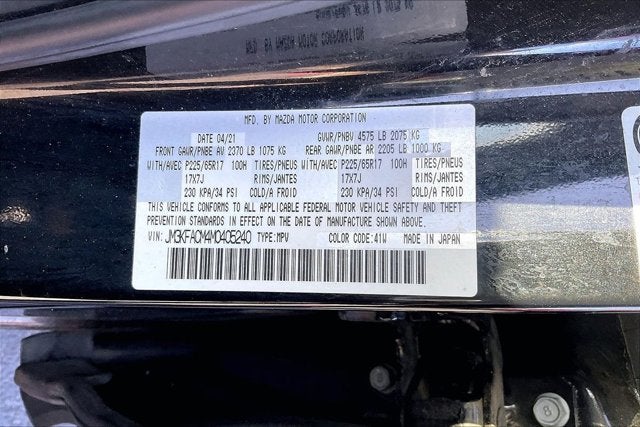 MFD. BY MAZDA MOTOR CORPORATION
DATE 04/21 GVWR/PNBV 4575 LB 2075 KG
FRONT GAWR/PNBE AV 2370 LB 1075 KG REAR GAWR/PNBE AR 2205 LB 1000 KG
WITH/AVEC P225/65R17 100H TIRES/PNEUS WITH/AVEC P225/65R17 100H TIRES/PNEUS
17X7J RIMS/JANTES 17X7J RIMS/JANTES
230 KPA/34 PSI COLD/A FROID 230 KPA/34 PSI COLD/A FROID
THIS VEHICLE CONFORMS TO ALL APPLICABLE FEDERAL MOTOR VEHICLE SAFETY AND THEFT
PREVENTION STANDARDS IN EFFECT ON THE DATE OF MANUFACTURE SHOWN ABOVE.
VIN: JM3KFACM4M0405240 TYPE:MPV COLOR CODE:41W MADE IN JAPAN
8